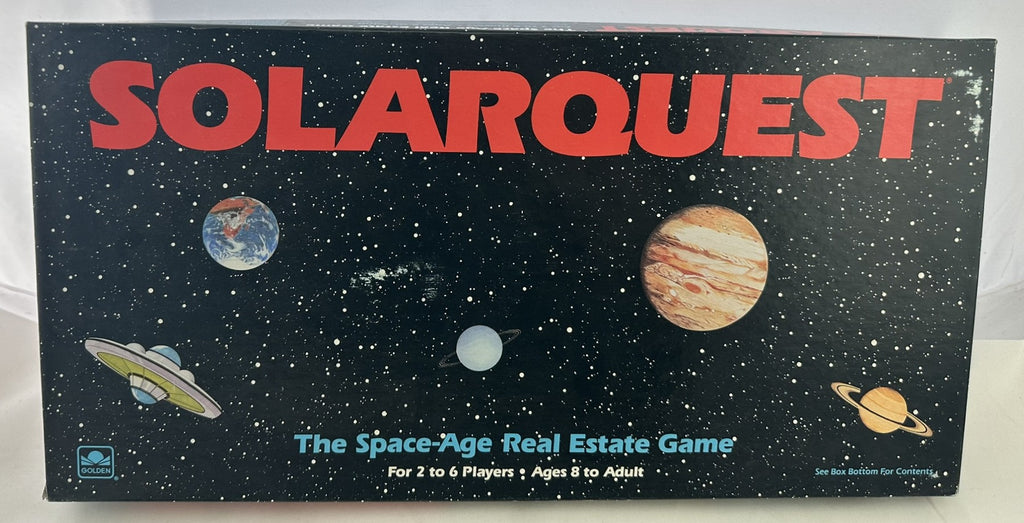 SOLARQUEST®
The Space-Age Real Estate Game
For 2 to 6 Players • Ages 8 to Adult
GOLDEN®
See Box Bottom For Contents.